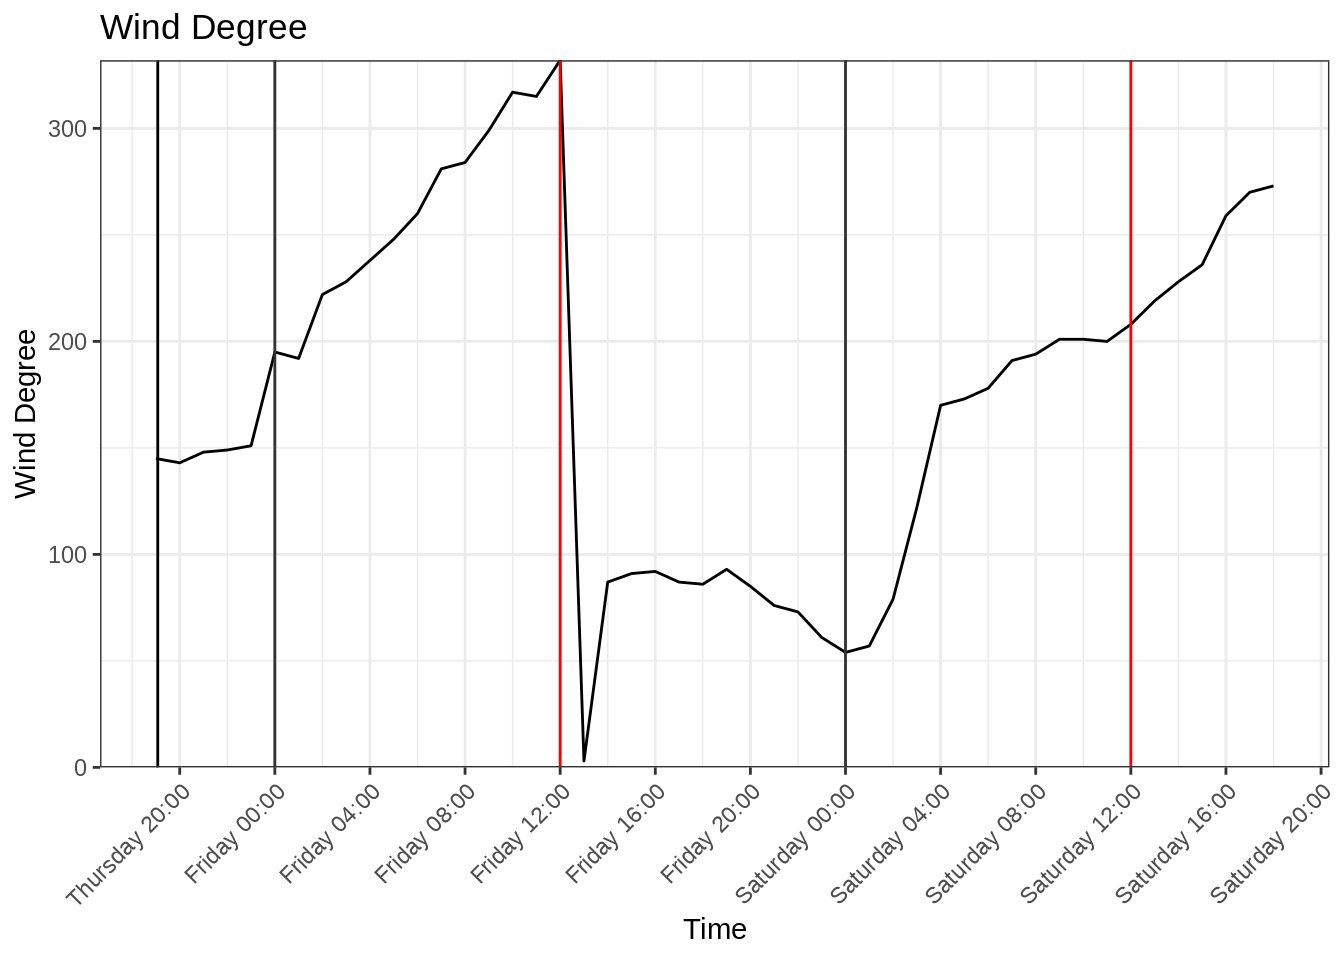 Wind Degree
Wind Degree
300
200
100
0
Thursday 20:00
Friday 00:00
Friday 04:00
Friday 08:00
Friday 12:00
Friday 16:00
Friday 20:00
Saturday 00:00
Saturday 04:00
Saturday 08:00
Saturday 12:00
Saturday 16:00
Saturday 20:00
Time